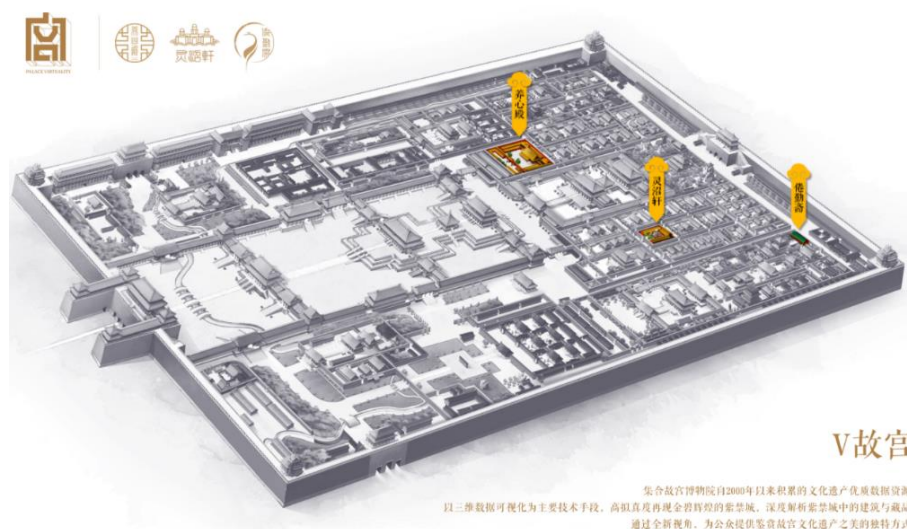 PALACE VIRTUALITY
养心殿
灵沼轩
倦勤斋
V故宫
集合故宫博物院自2000年以来积累的文化遗产优质数据资源
以三维数据可视化为主要技术手段，高拟真度再现金碧辉煌的紫禁城，深度解析紫禁城中的建筑与藏品
通过全新视角，为公众提供鉴赏故宫文化遗产之美的独特方